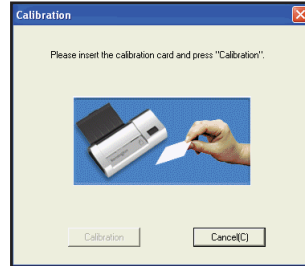 Calibration
Please insert the calibration card and press "Calibration".
Calibration
Cancel(C)